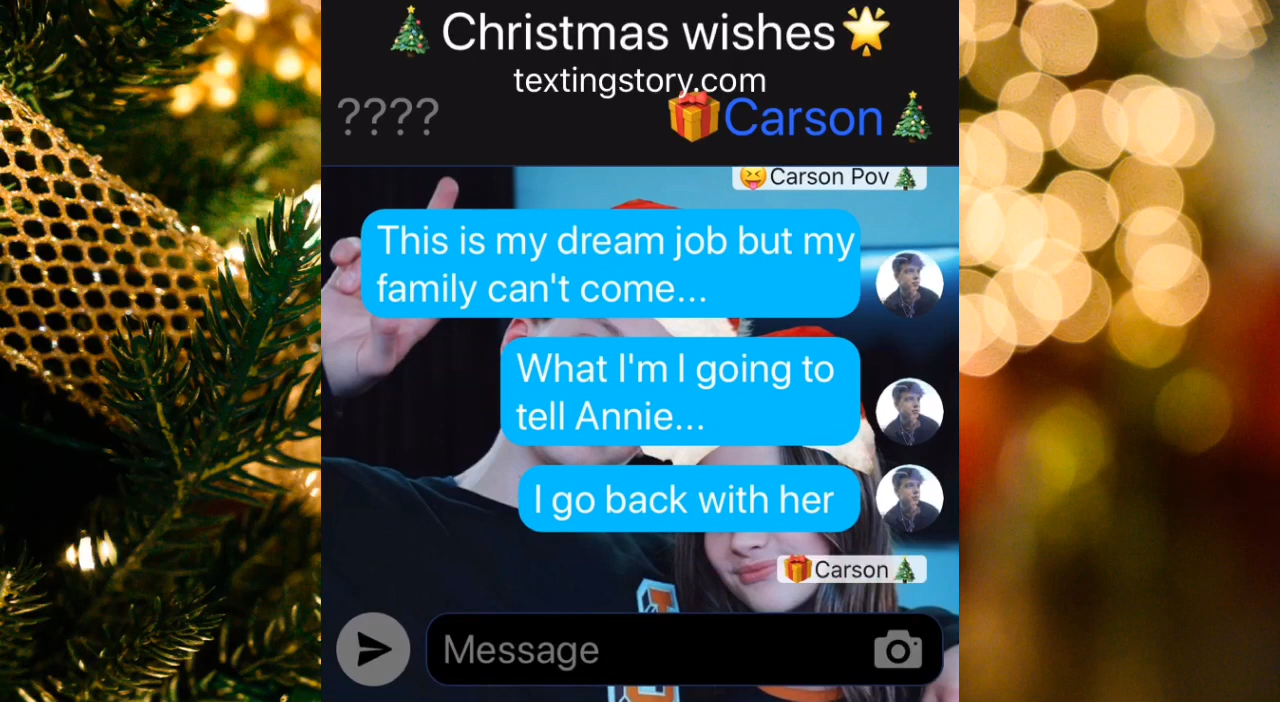 🎄Christmas wishes🌟
textingstory.com
????
🎁Carson🎄
😝Carson Pov🎄
This is my dream job but my
family can't come...
What I'm I going to
tell Annie...
I go back with her
🎁Carson🎄
Message